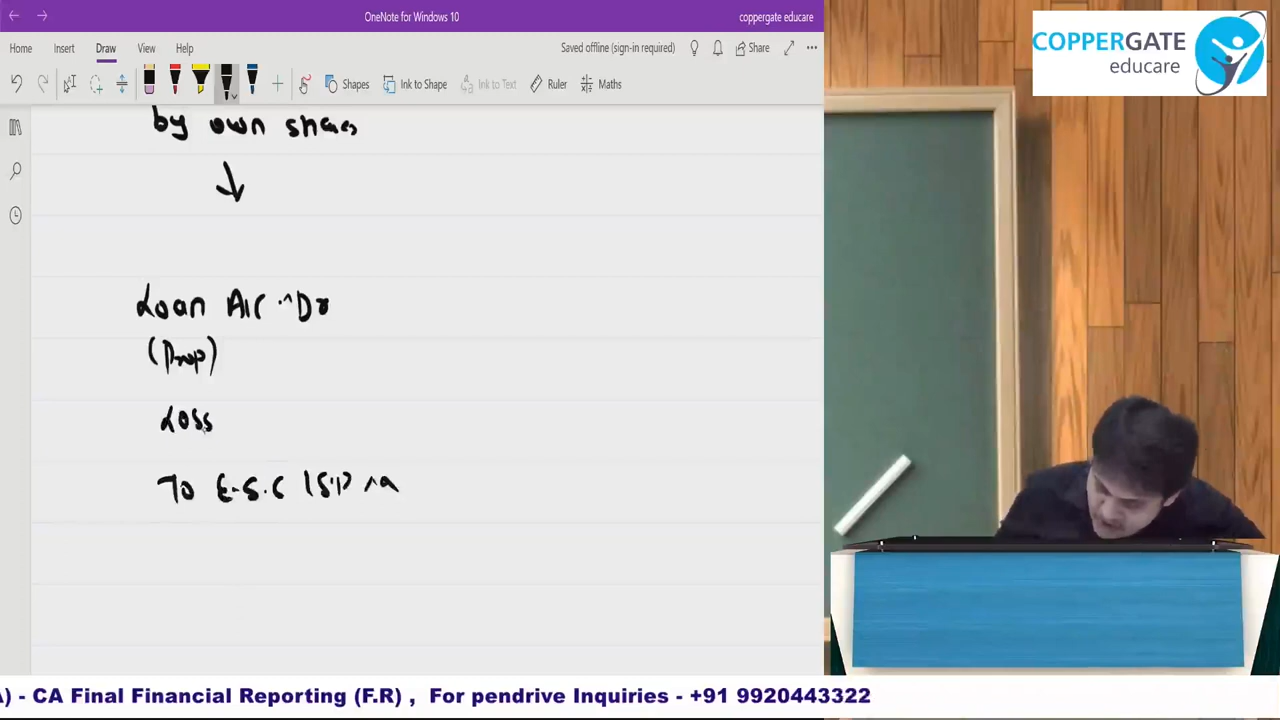 OneNote for Windows 10
coppergate educare
Home Insert Draw View Help
Saved offline (sign-in required)
Share
Shapes
Ink to Shape
Ink to Text
Ruler
Maths
COPPERGATE
educare
by own shares
Loan A/c Dr
(Prop)
Loss
To E.S.C
A) - CA Final Financial Reporting (F.R) , For pendrive Inquiries - +91 9920443322